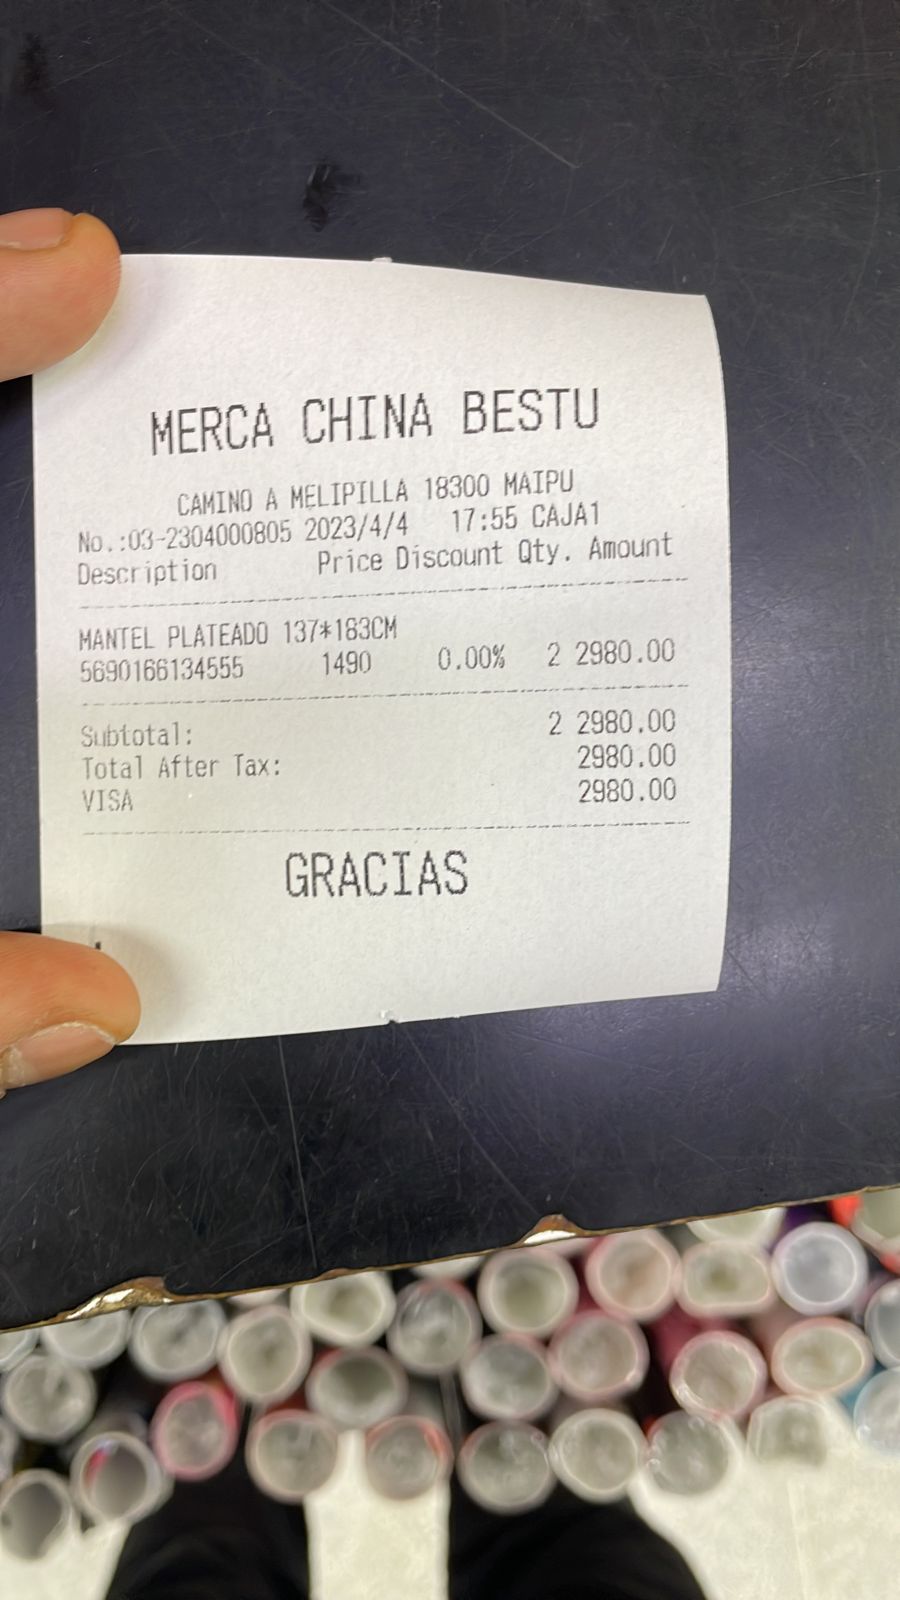 MERCA CHINA BESTU
CAMINO A MELIPILLA 18300 MAIPU
No.:03-2304000805 2023/4/4 17:55 CAJA1
Description Price Discount Qty. Amount
MANTEL PLATEADO 137*183CM
5690166134555 1490 0.00% 2 2980.00
Subtotal: 2 2980.00
Total After Tax: 2980.00
VISA 2980.00
GRACIAS